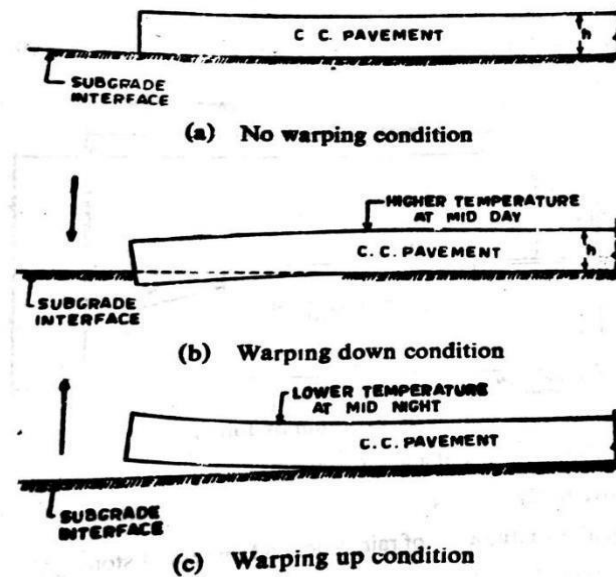 C C. PAVEMENT
h
SUBGRADE
INTERFACE
(a) No warping condition
HIGHER TEMPERATURE
AT MID DAY
C.C. PAVEMENT
h
SUBGRADE
INTERFACE
(b) Warping down condition
LOWER TEMPERATURE
AT MID NIGHT
C.C. PAVEMENT
SUBGRADE
INTERFACE
(c) Warping up condition